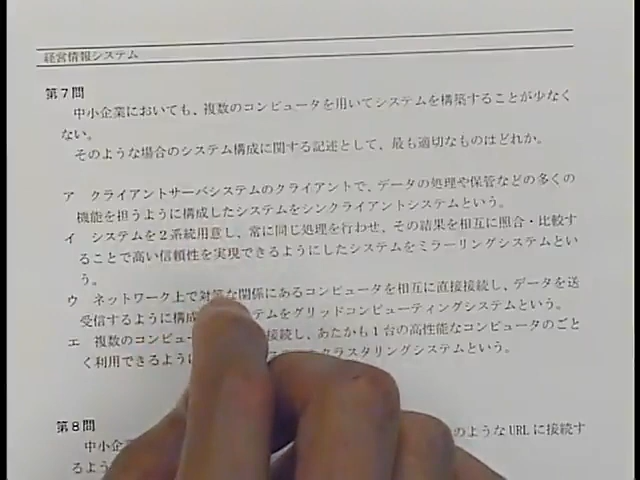 経営情報システム
第7問
中小企業においても、複数のコンピュータを用いてシステムを構築することが少なく
ない。
そのような場合のシステム構成に関する記述として、最も適切なものはどれか。
ア　クライアントサーバシステムのクライアントで、データの処理や保管などの多くの
機能を担うように構成したシステムをシンクライアントシステムという。
イ　システムを2系統用意し、常に同じ処理を行わせ、その結果を相互に照合・比較す
ることで高い信頼性を実現できるようにしたシステムをミラーリングシステムとい
う。
ウ　ネットワーク上で対等な関係にあるコンピュータを相互に直接接続し、データを送
受信するように構成 テムをグリッドコンピューティングシステムという。
エ　複数のコンピュー 接続し、あたかも1台の高性能なコンピュータのごと
く利用できるように クラスタリングシステムという。
第8問
中小企 のような URL に接続す
るよう